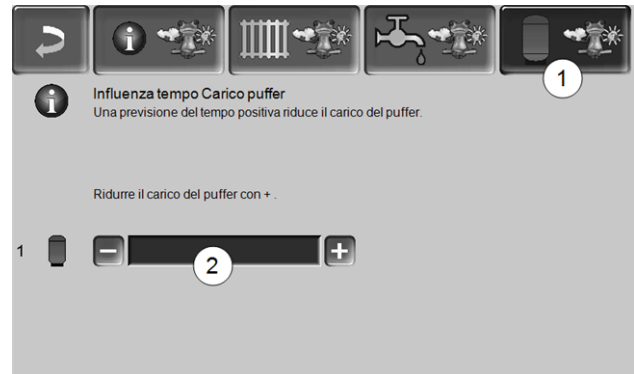 1
Influenza tempo Carico puffer
Una previsione del tempo positiva riduce il carico del puffer.
Ridurre il carico del puffer con + .
1
2